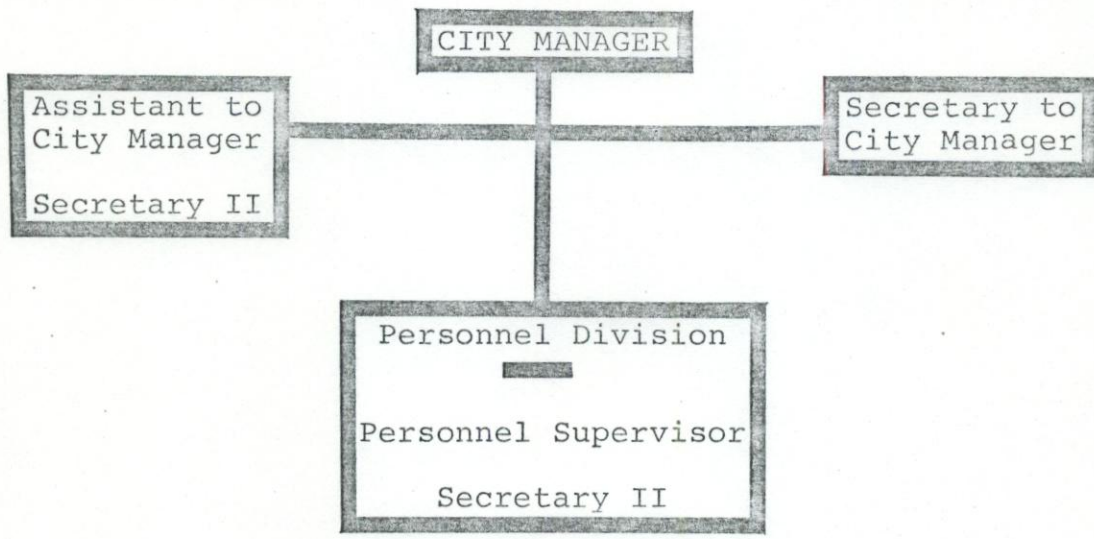 CITY MANAGER
Assistant to
City Manager
Secretary II
Secretary to
City Manager
Personnel Division
Personnel Supervisor
Secretary II